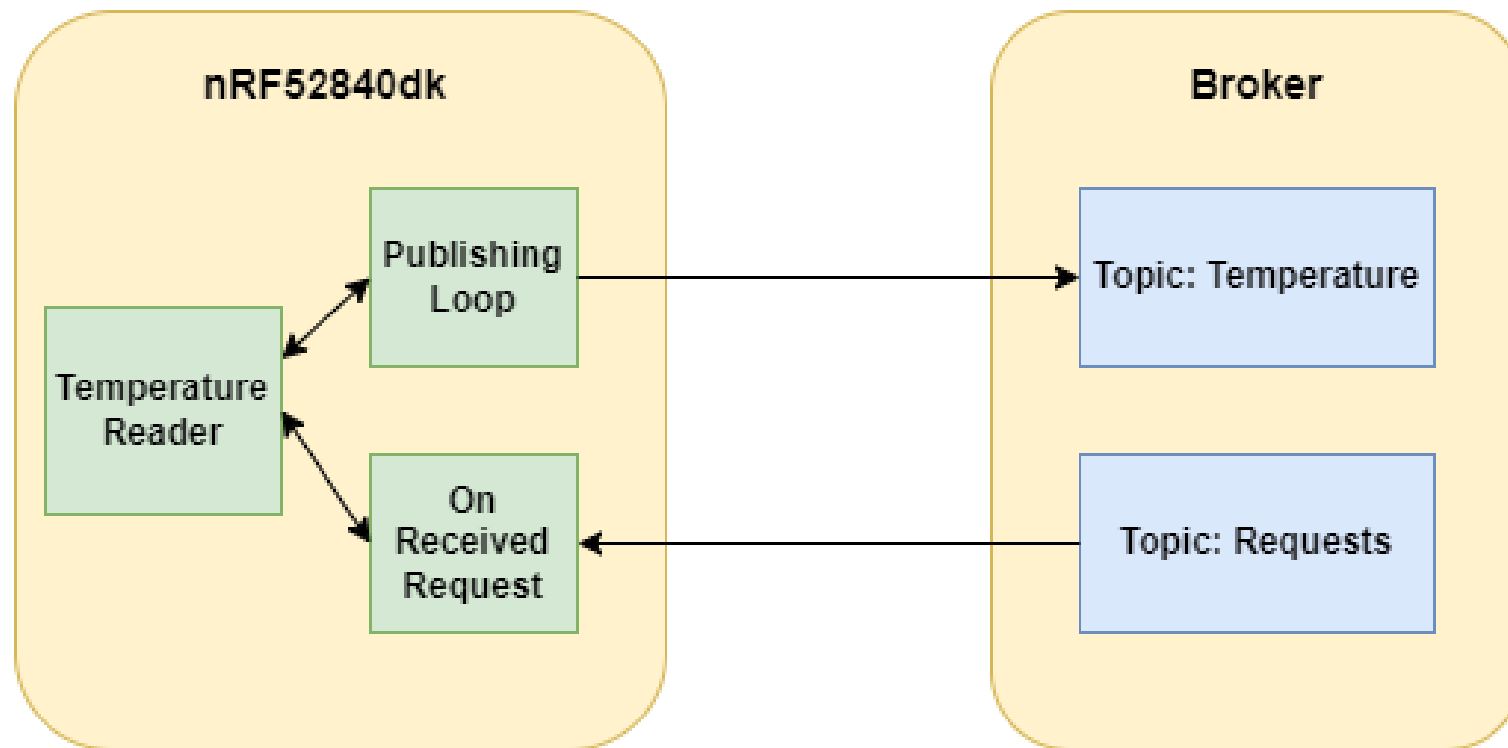 nRF52840dk
Publishing
Loop
Temperature
Reader
On
Received
Request
Broker
Topic: Temperature
Topic: Requests